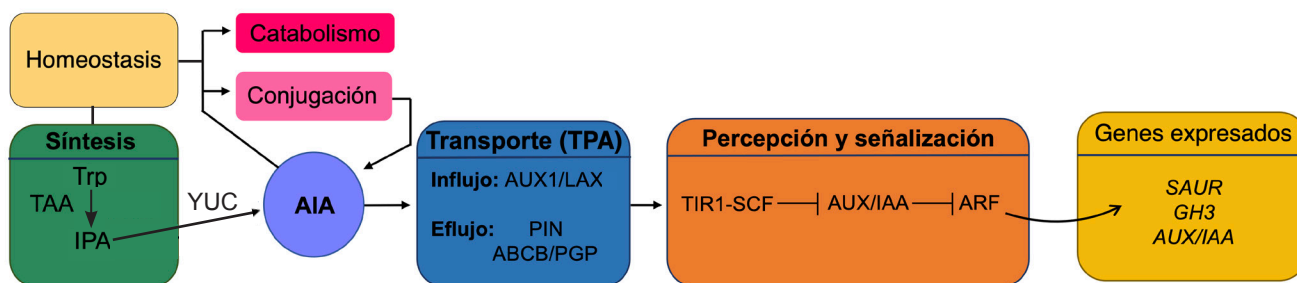 Homeostasis
Catabolismo
Conjugación
Síntesis
Trp
TAA
IPA
YUC
AIA
Transporte (TPA)
Influjo: AUX1/LAX
Eflujo: PIN
ABCB/PGP
Percepción y señalización
TIR1-SCF AUX/IAA ARF
Genes expresados
SAUR
GH3
AUX/IAA